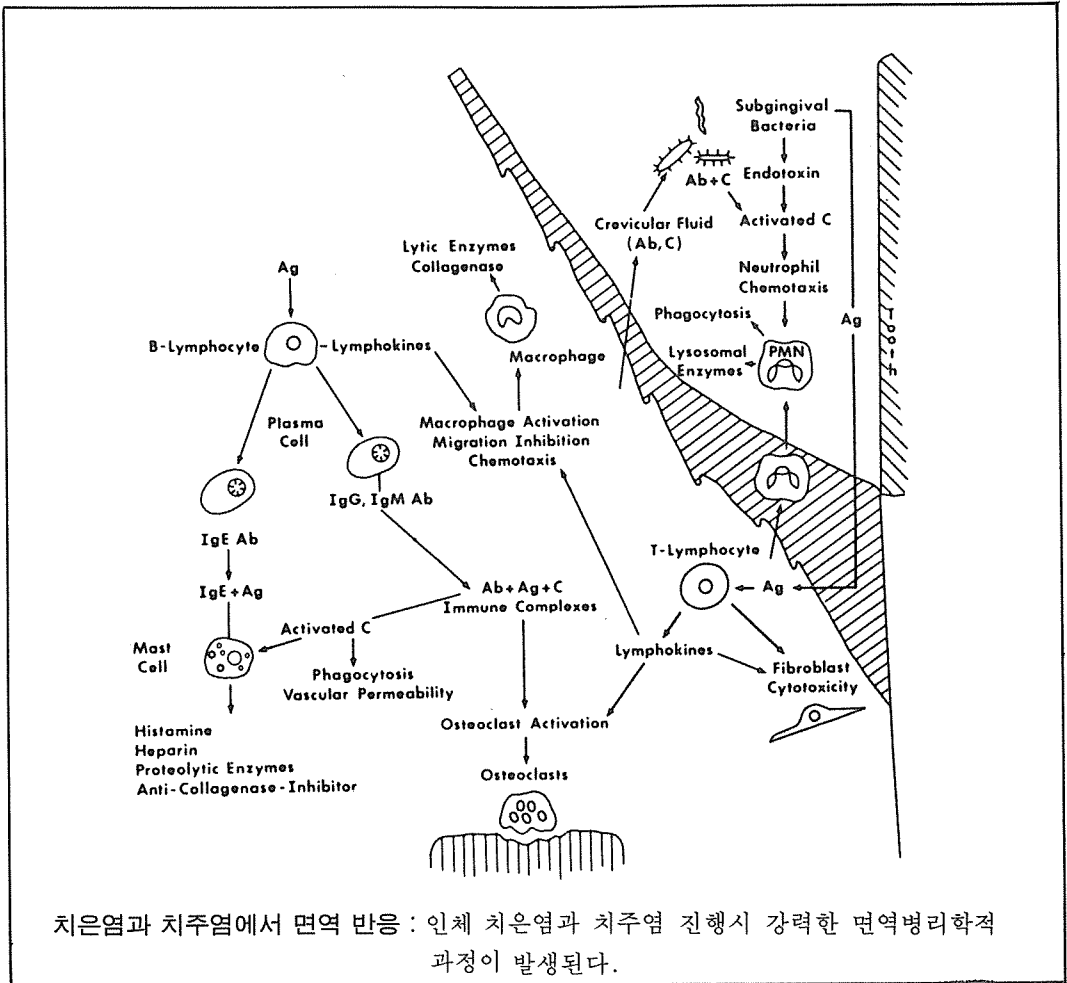 Subgingival
Bacteria
Endotoxin
Ab+C
Activated C
Crevicular Fluid
(Ab,C)
Neutrophil
Chemotaxis
Phagocytosis
Lysosomal
Enzymes
PMN
Ag
Tooth
Lytic Enzymes
Collagenase
Macrophage
Ag
B-Lymphocyte
Lymphokines
Macrophage Activation
Migration Inhibition
Chemotaxis
Plasma
Cell
IgG, IgM Ab
IgE Ab
IgE+Ag
Ab+Ag+C
Immune Complexes
Activated C
Mast
Cell
Phagocytosis
Vascular Permeability
Histamine
Heparin
Proteolytic Enzymes
Anti-Collagenase-Inhibitor
T-Lymphocyte
Ag
Lymphokines
Fibroblast
Cytotoxicity
Osteoclast Activation
Osteoclasts
치은염과 치주염에서 면역 반응 : 인체 치은염과 치주염 진행시 강력한 면역병리학적
과정이 발생된다.